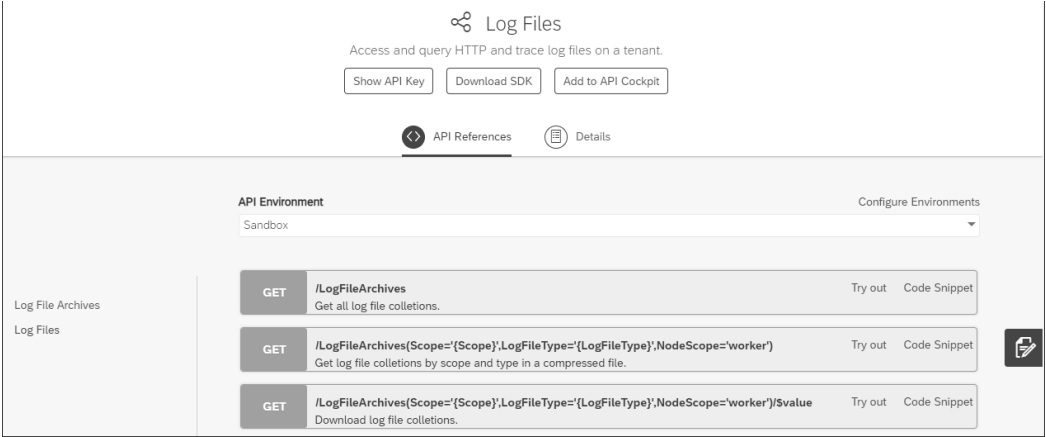 Log Files
Access and query HTTP and trace log files on a tenant.
Show API Key Download SDK Add to API Cockpit
API References Details
API Environment Configure Environments
Sandbox
GET /LogFileArchives Try out Code Snippet
Get all log file colletions.
Log File Archives
Log Files
GET /LogFileArchives(Scope='{Scope}',LogFileType='{LogFileType}',NodeScope='worker') Try out Code Snippet
Get log file colletions by scope and type in a compressed file.
GET /LogFileArchives(Scope='{Scope}',LogFileType='{LogFileType}',NodeScope='worker')/$value Try out Code Snippet
Download log file colletions.